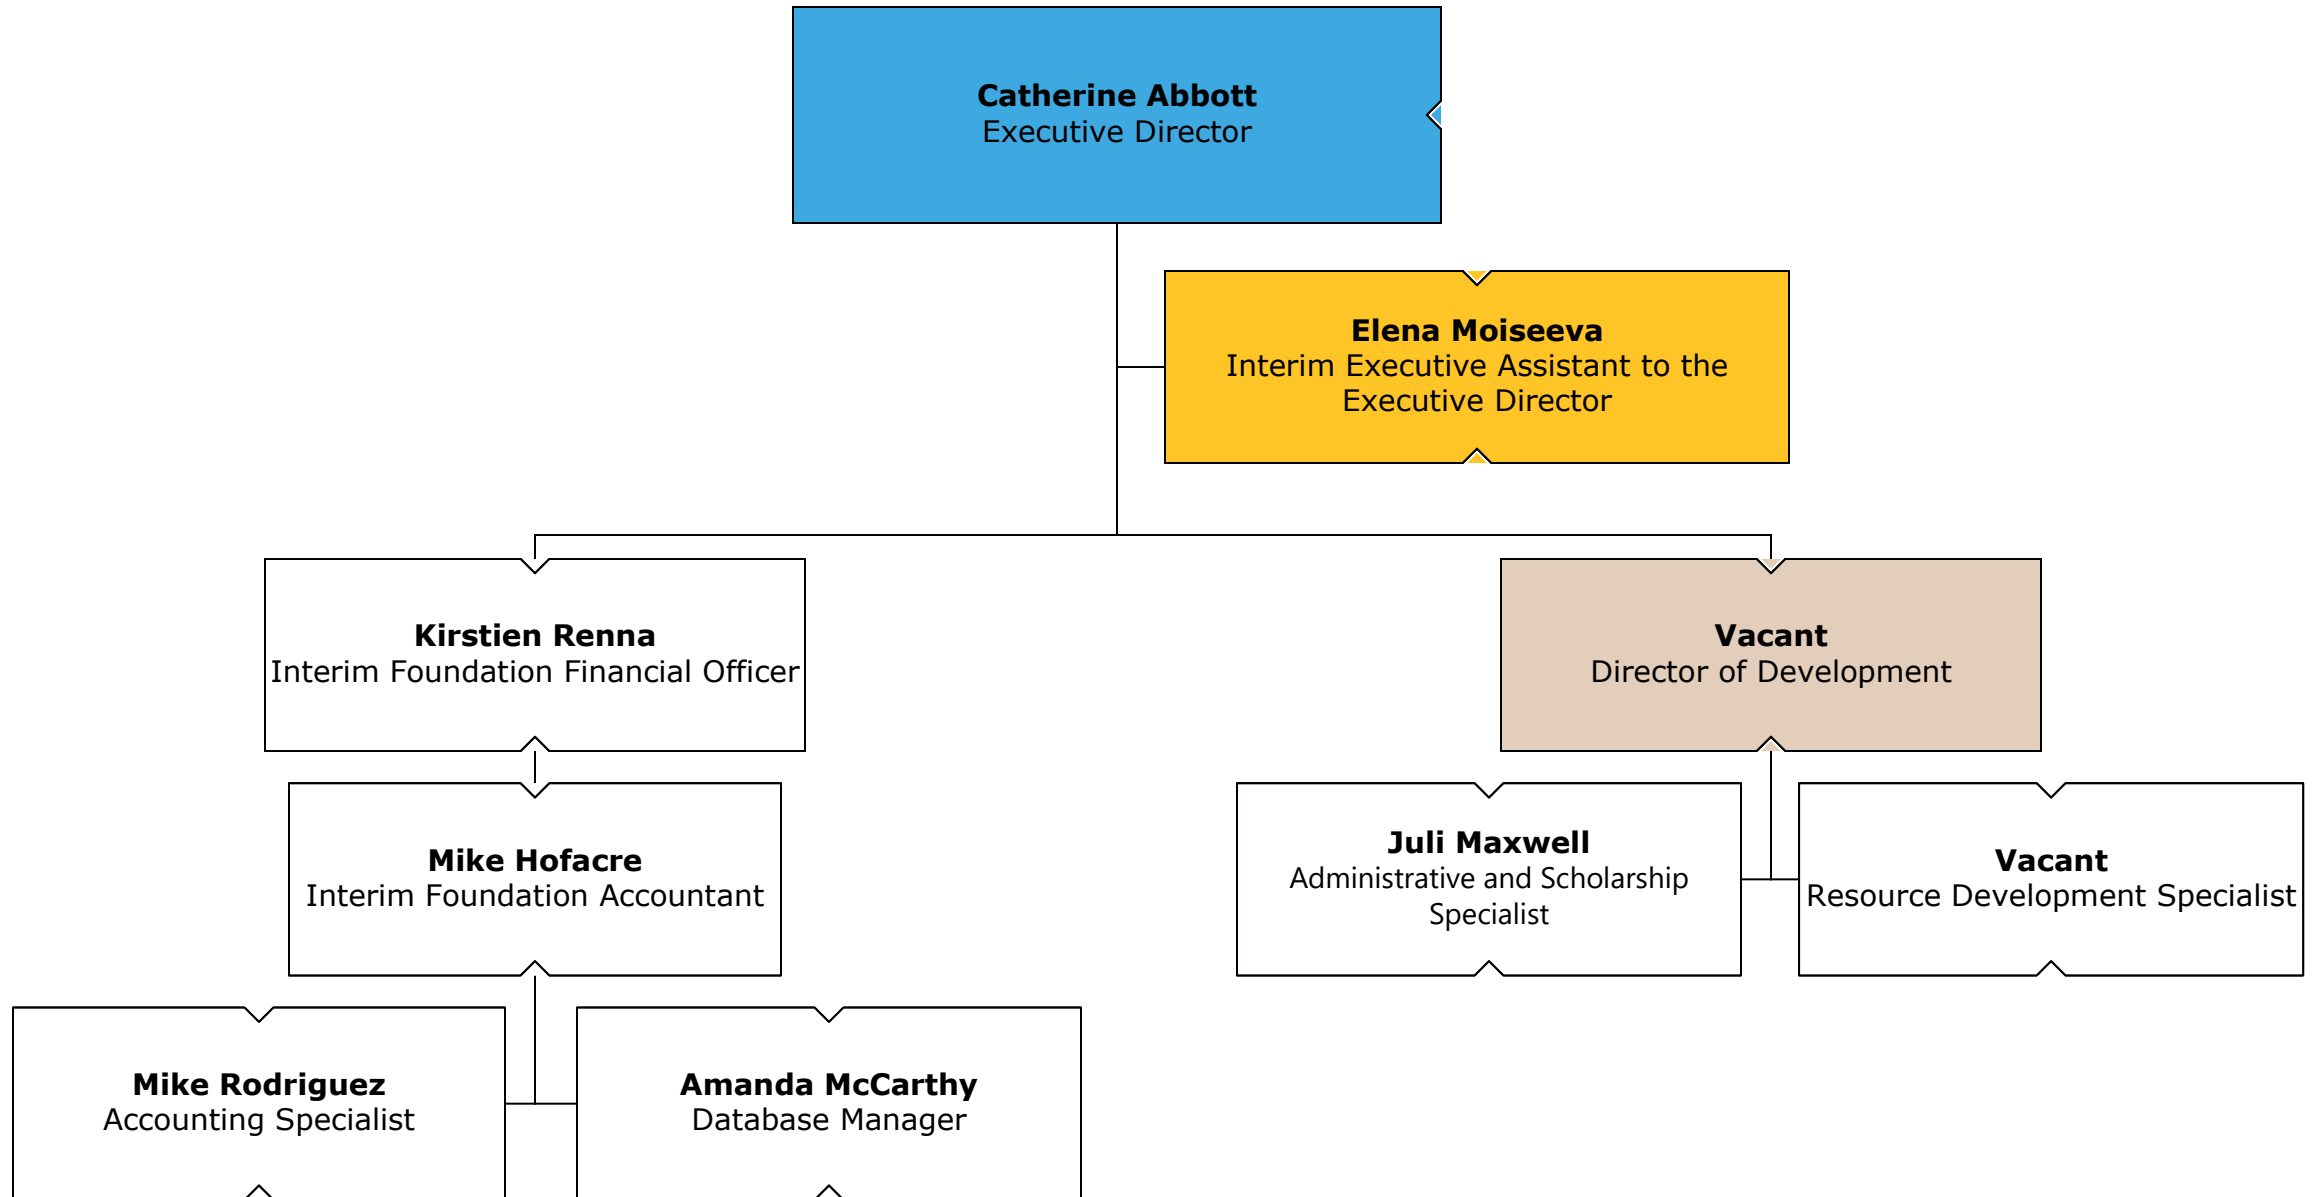 Catherine Abbott
Executive Director
Elena Moiseeva
Interim Executive Assistant to the
Executive Director
Kirstien Renna
Interim Foundation Financial Officer
Vacant
Director of Development
Mike Hofacre
Interim Foundation Accountant
Juli Maxwell
Administrative and Scholarship
Specialist
Vacant
Resource Development Specialist
Mike Rodriguez
Accounting Specialist
Amanda McCarthy
Database Manager